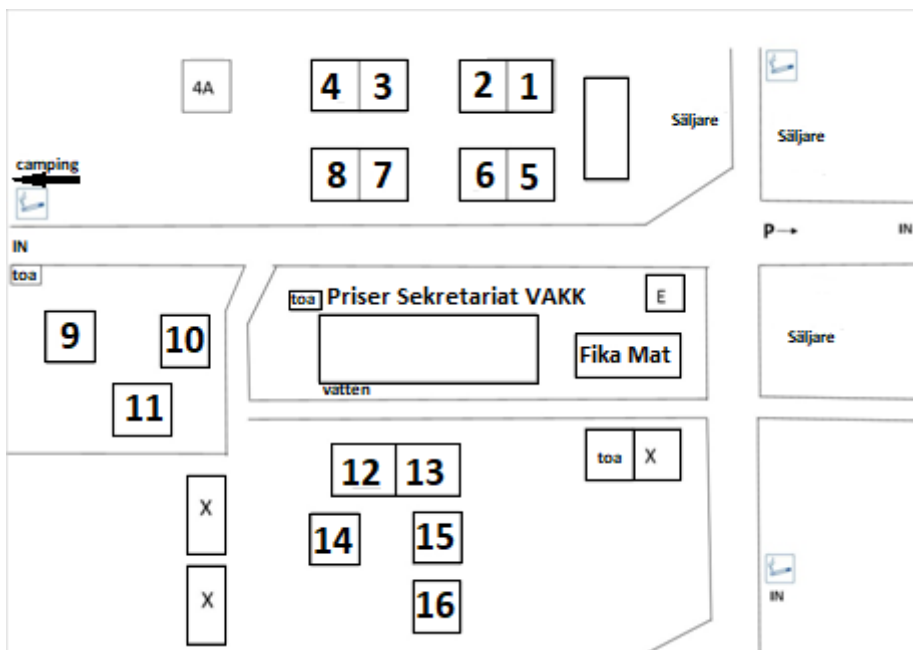 4A
4 3
2 1
Säljare
Säljare
camping
8 7
6 5
P
IN
IN
toa
toa Priser Sekretariat VAKK
E
9
10
Fika Mat
Säljare
11
vatten
12 13
toa X
X
14
15
X
16
IN